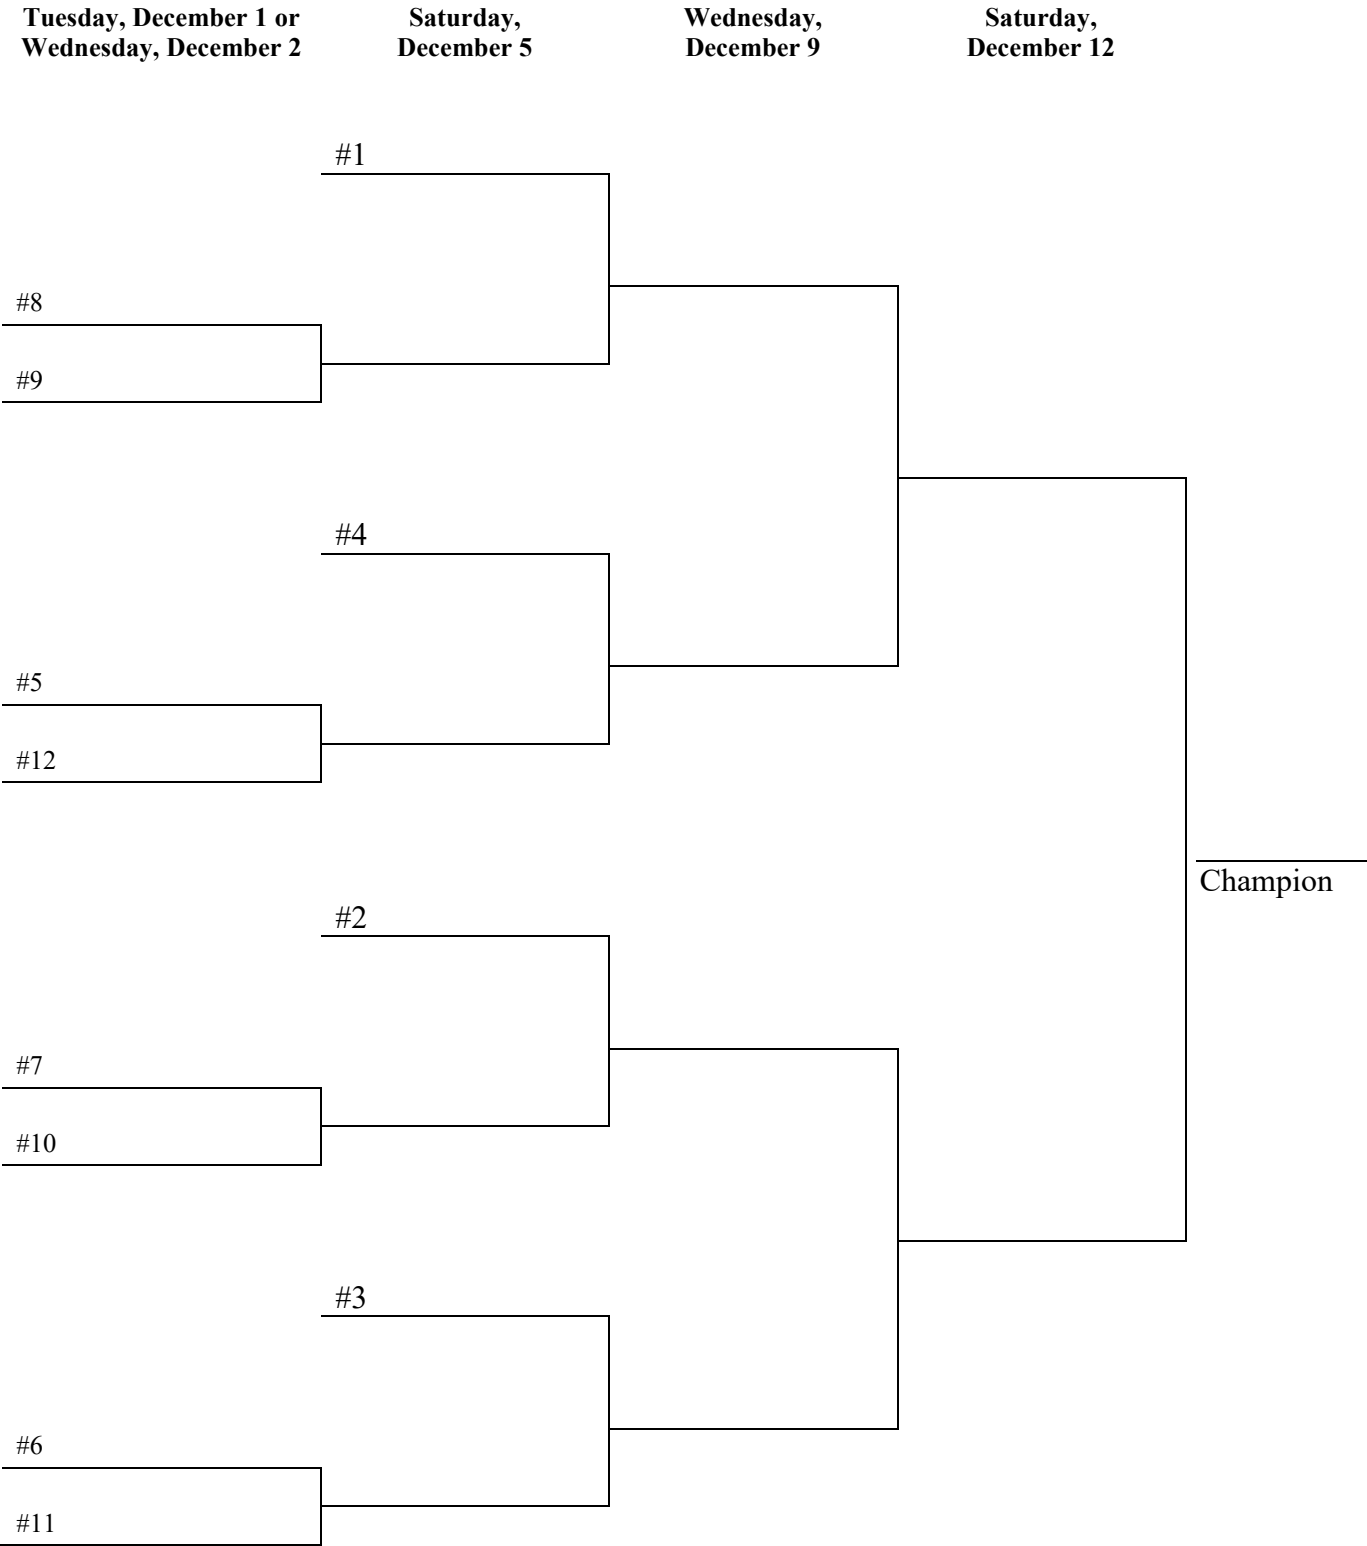 Tuesday, December 1 or
Wednesday, December 2
Saturday,
December 5
Wednesday,
December 9
Saturday,
December 12
#1
#8
#9
#4
#5
#12
Champion
#2
#7
#10
#3
#6
#11